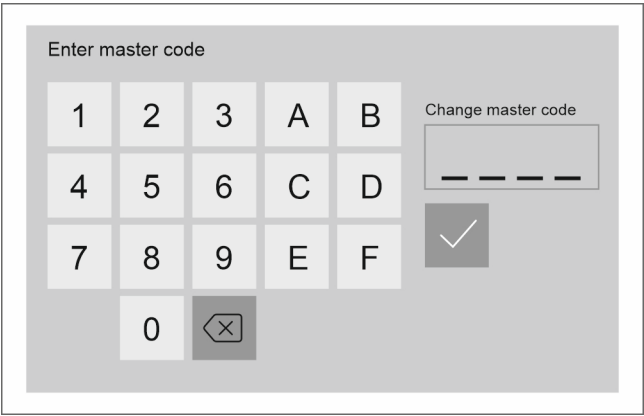 Enter master code
1 2 3 A B
Change master code
4 5 6 C D
7 8 9 E F
0